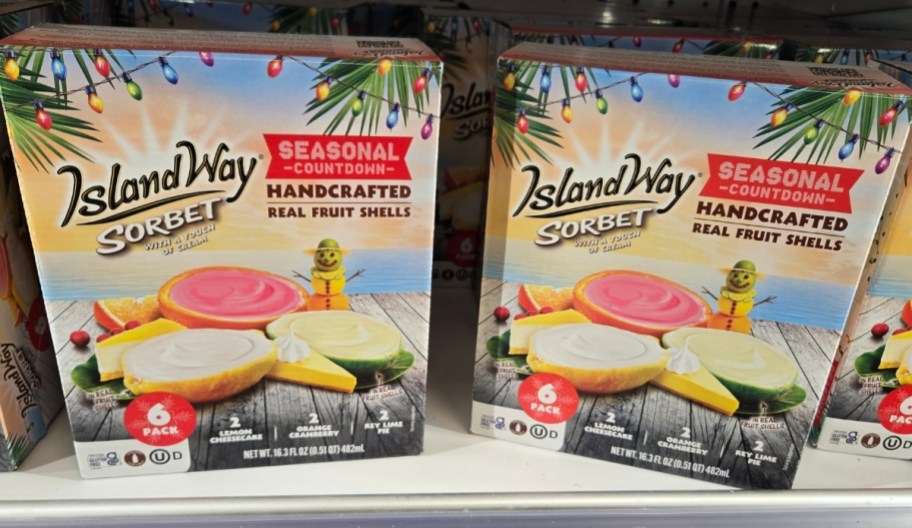 Island Way®
SORBET
WITH A TOUCH
OF CREAM
SEASONAL
-COUNTDOWN-
HANDCRAFTED
REAL FRUIT SHELLS
6
PACK
2
LEMON
CHEESECAKE
2
ORANGE
CRANBERRY
2
KEY LIME
PIE
NET WT. 16.3 FL OZ (0.51 QT) 482mL
U D
Island Way®
SORBET
WITH A TOUCH
OF CREAM
SEASONAL
-COUNTDOWN-
HANDCRAFTED
REAL FRUIT SHELLS
6
PACK
2
LEMON
CHEESECAKE
2
ORANGE
CRANBERRY
2
KEY LIME
PIE
NET WT. 16.3 FL OZ (0.51 QT) 482mL
U D
Island Way
6
U D